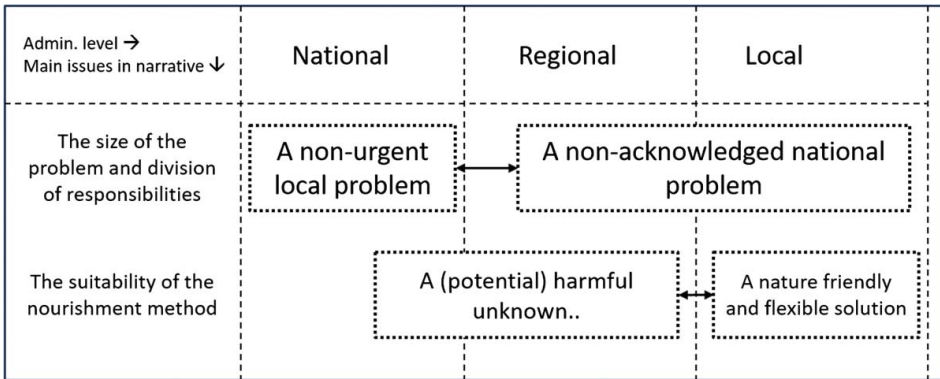 Admin. level →
Main issues in narrative ↓
National
Regional
Local
The size of the
problem and division
of responsibilities
A non-urgent
local problem
A non-acknowledged national
problem
The suitability of the
nourishment method
A (potential) harmful
unknown..
A nature friendly
and flexible solution